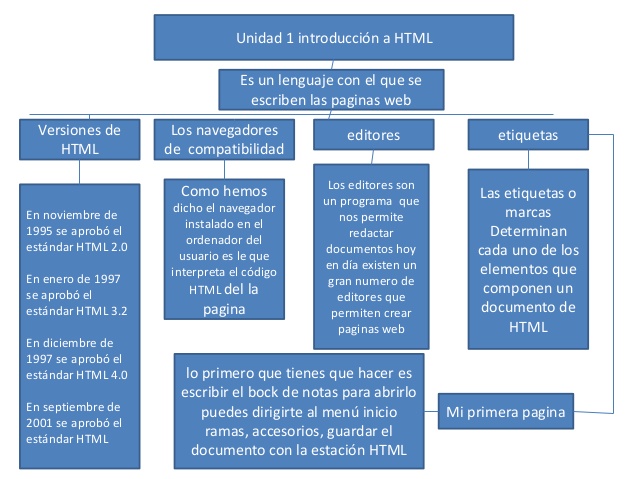 Unidad 1 introducción a HTML
Es un lenguaje con el que se
escriben las paginas web
Versiones de
HTML
Los navegadores
de compatibilidad
editores
etiquetas
En noviembre de
1995 se aprobó el
estándar HTML 2.0
En enero de 1997
se aprobó el
estándar HTML 3.2
En diciembre de
1997 se aprobó el
estándar HTML 4.0
En septiembre de
2001 se aprobó el
estándar HTML
Como hemos
dicho el navegador
instalado en el
ordenador del
usuario es le que
interpreta el código
HTML del la
pagina
Los editores son
un programa que
nos permite
redactar
documentos hoy
en día existen un
gran numero de
editores que
permiten crear
paginas web
Las etiquetas o
marcas
Determinan
cada uno de los
elementos que
componen un
documento de
HTML
lo primero que tienes que hacer es
escribir el bock de notas para abrirlo
puedes dirigirte al menú inicio
ramas, accesorios, guardar el
documento con la estación HTML
Mi primera pagina